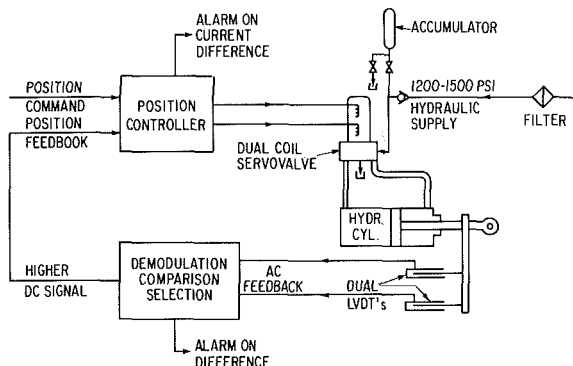 ALARM ON
CURRENT
DIFFERENCE
ACCUMULATOR
POSITION
COMMAND
POSITION
FEEDBOOK
POSITION
CONTROLLER
1200-1500 PSI
HYDRAULIC
SUPPLY
FILTER
DUAL COIL
SERVOVALVE
HYDR.
CYL.
HIGHER
DC SIGNAL
DEMODULATION
COMPARISON
SELECTION
AC
FEEDBACK
DUAL
LVDT's
ALARM ON
DIFFERENCE